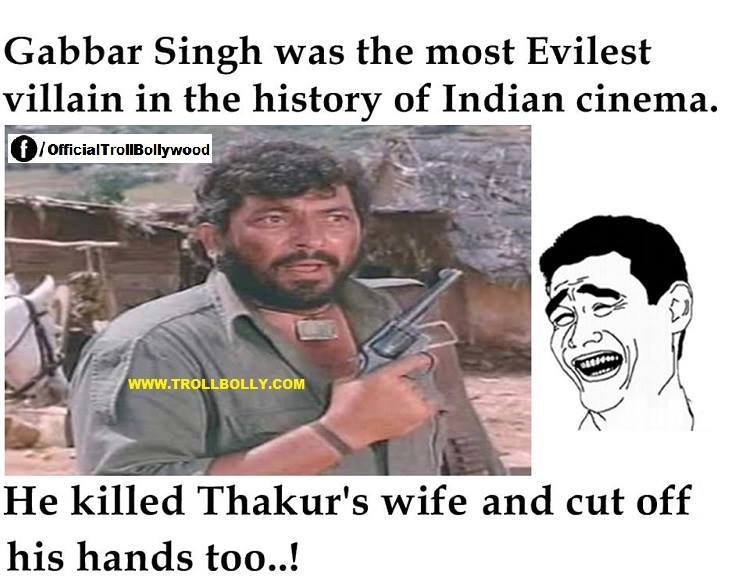 Gabbar Singh was the most Evilest
villain in the history of Indian cinema.
f / OfficialTrollBollywood
WWW.TROLLBOLLY.COM
He killed Thakur's wife and cut off
his hands too..!